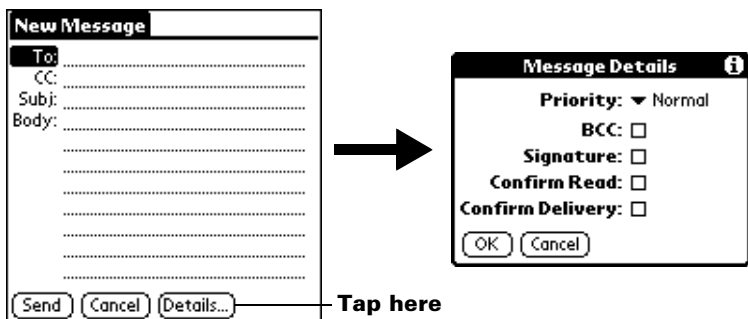 New Message
To:
CC:
Subj:
Body:
Send Cancel Details...
Tap here
Message Details
Priority: Normal
BCC:
Signature:
Confirm Read:
Confirm Delivery:
OK Cancel